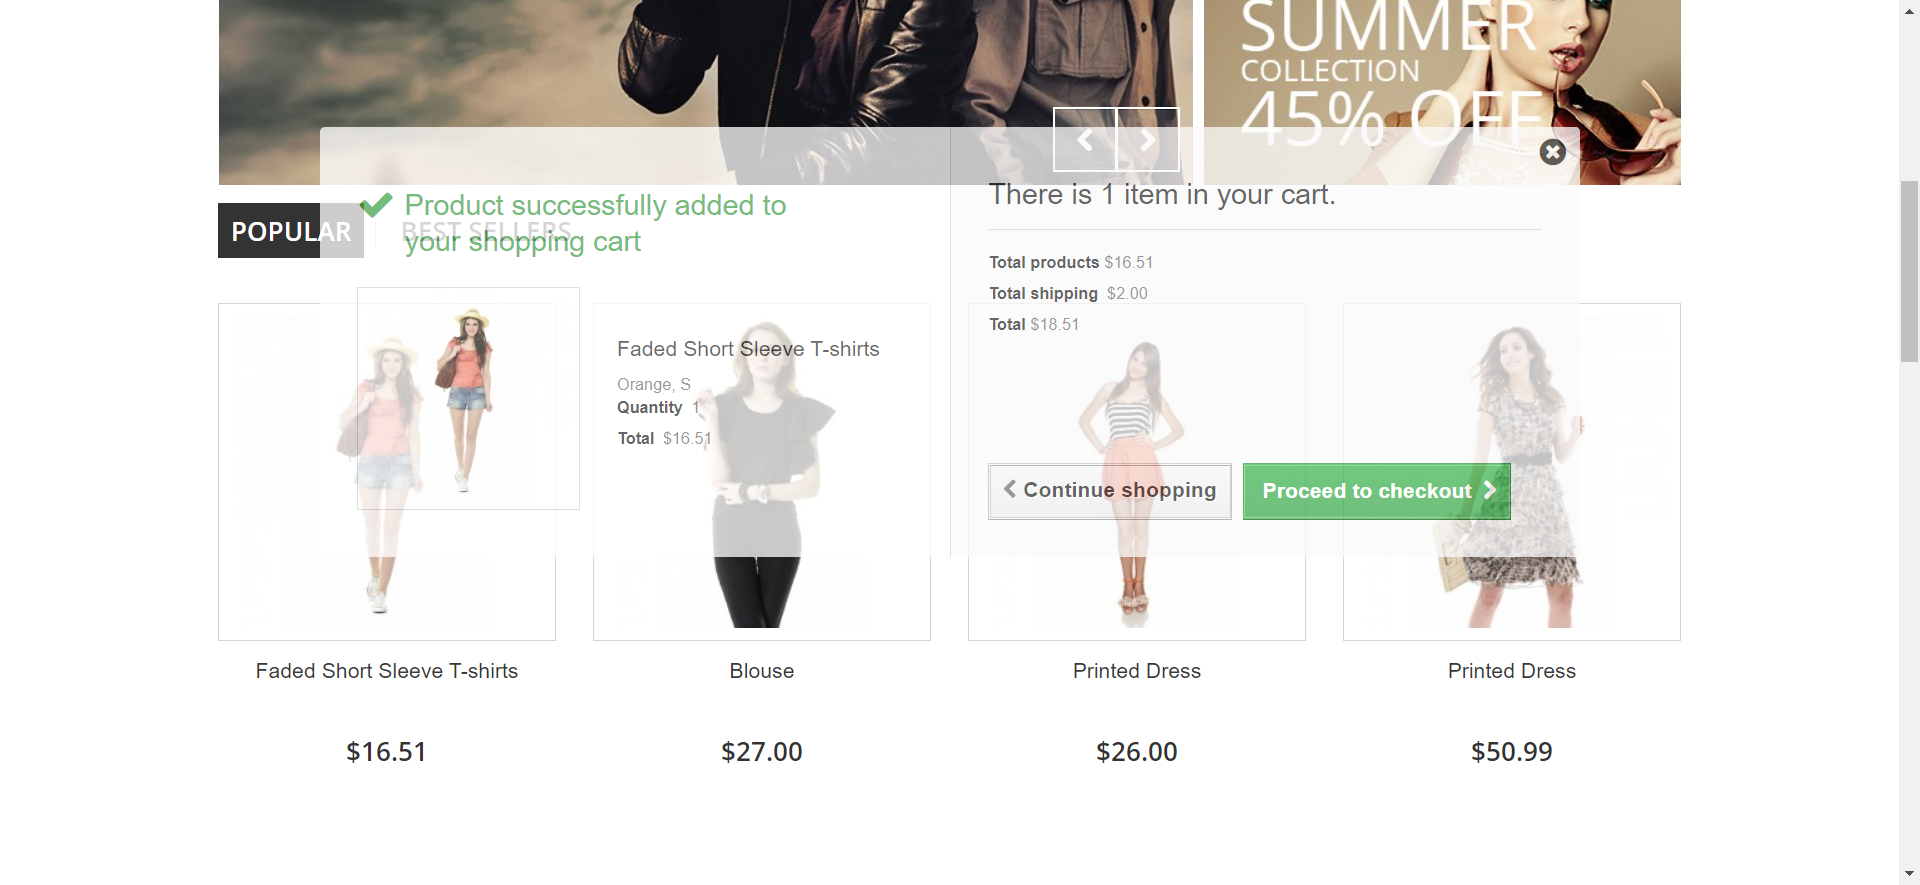 SUMMER
COLLECTION
45% OFF
Product successfully added to
your shopping cart
There is 1 item in your cart.
POPULAR
BEST SELLERS
Total products $16.51
Total shipping $2.00
Total $18.51
Faded Short Sleeve T-shirts
Orange, S
Quantity 1
Total $16.51
Continue shopping
Proceed to checkout
Faded Short Sleeve T-shirts
Blouse
Printed Dress
Printed Dress
$16.51
$27.00
$26.00
$50.99